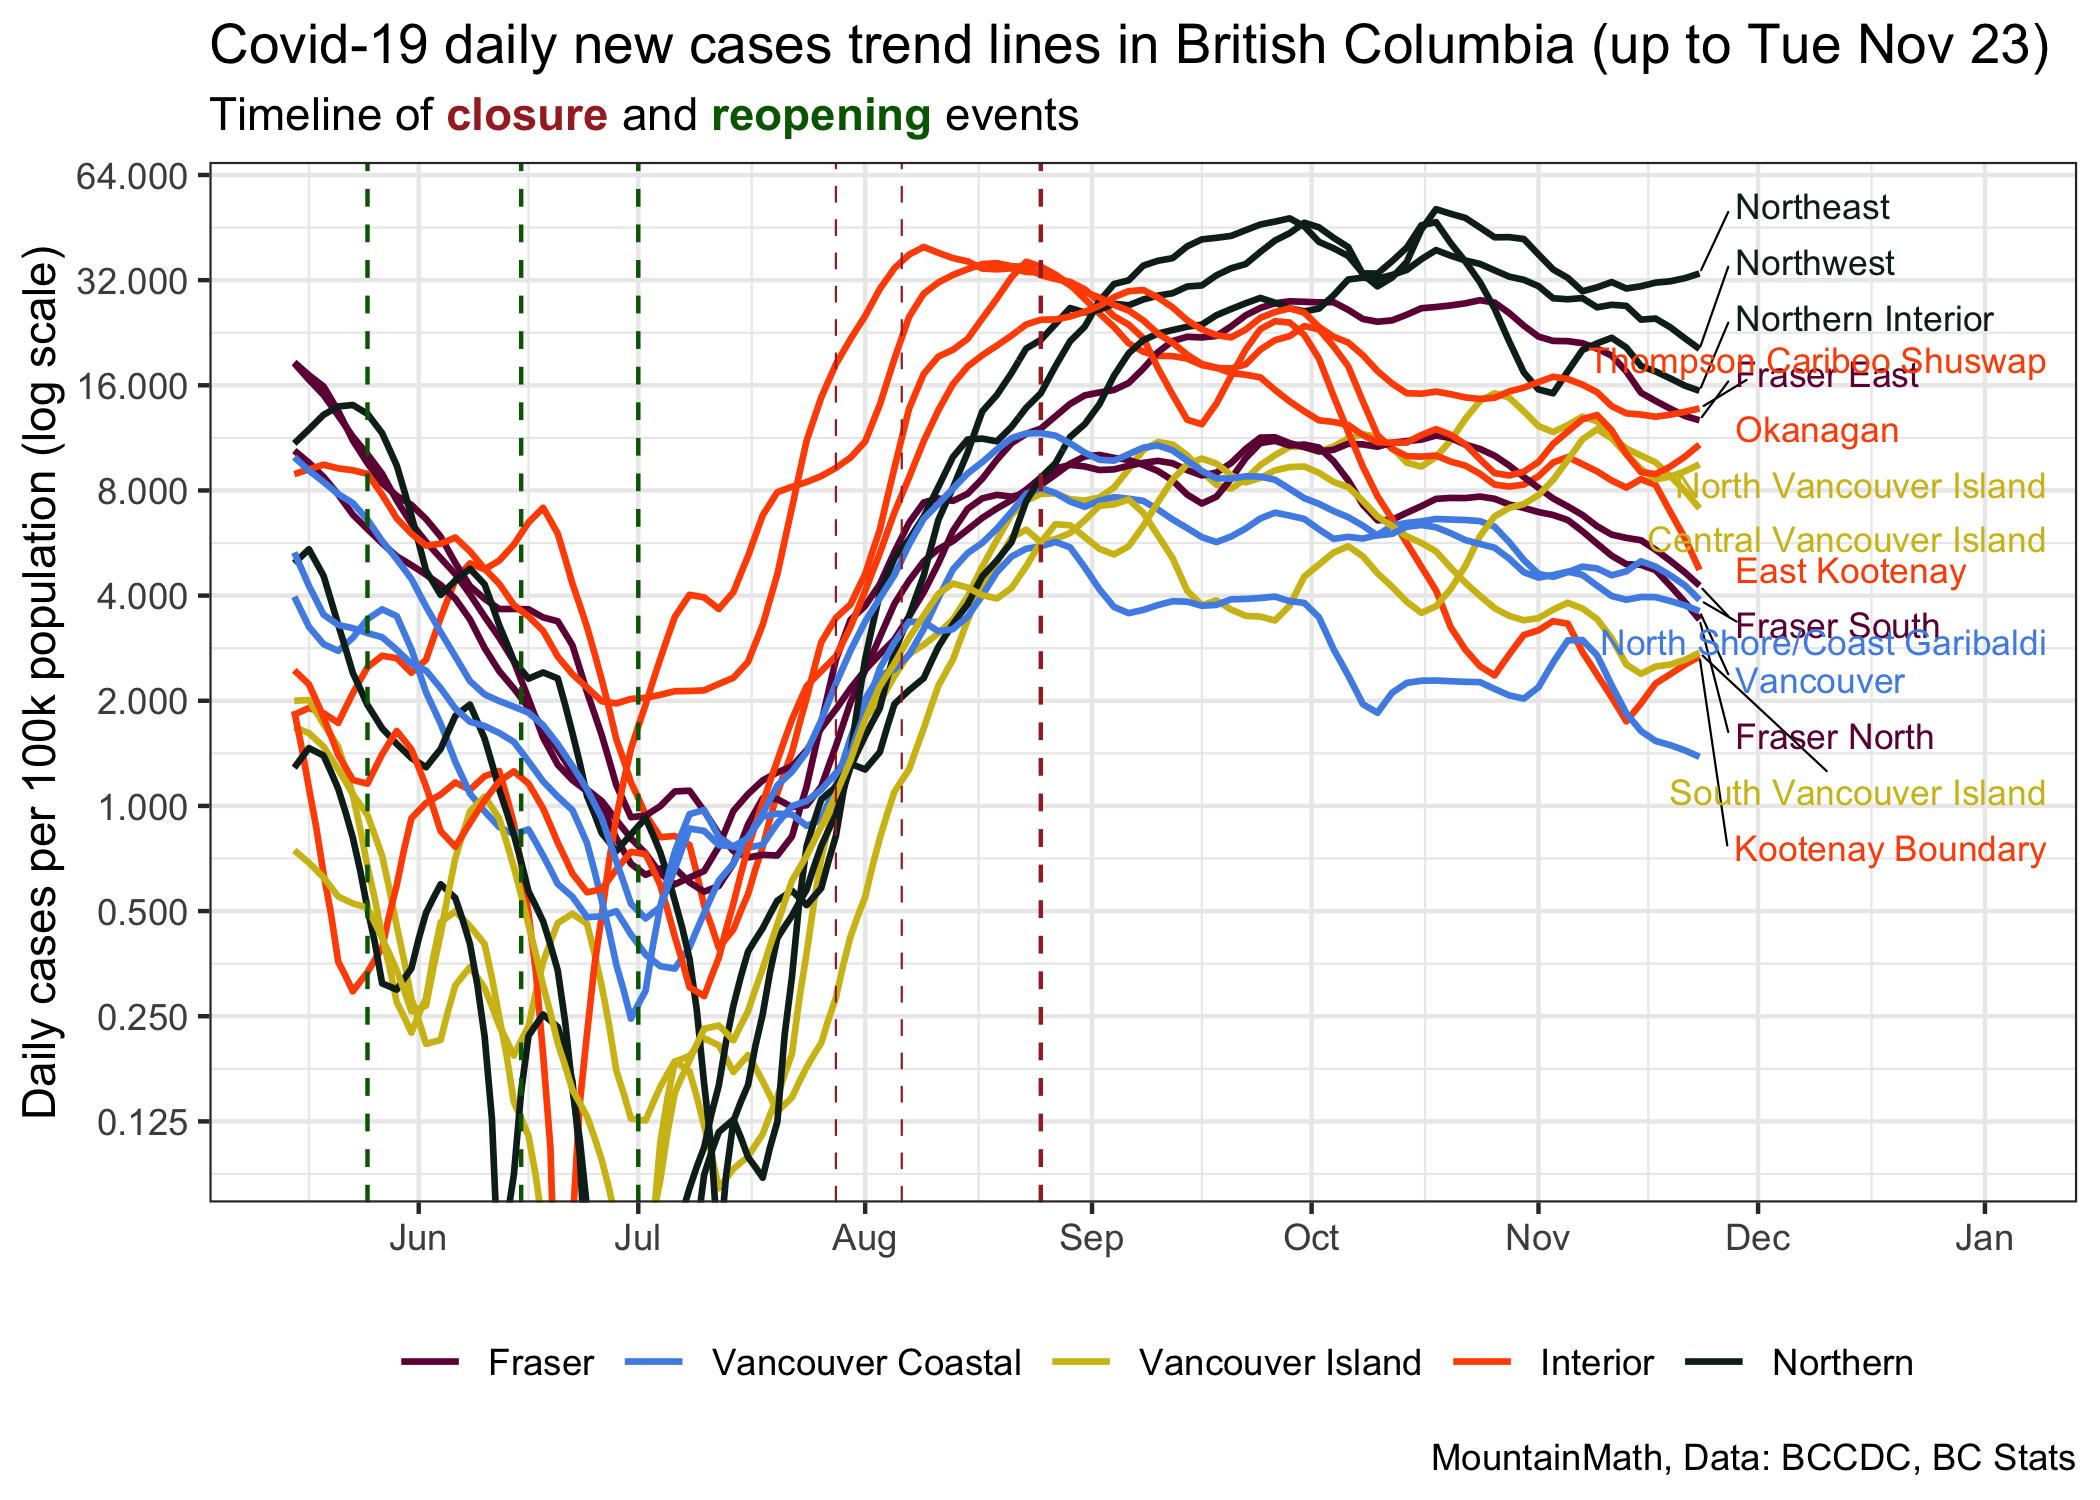 Covid-19 daily new cases trend lines in British Columbia (up to Tue Nov 23)
Timeline of closure and reopening events
Daily cases per 100k population (log scale)
64.000
32.000
16.000
8.000
4.000
2.000
1.000
0.500
0.250
0.125
Northeast
Northwest
Northern Interior
Thompson Cariboo Shuswap
Fraser East
Okanagan
North Vancouver Island
Central Vancouver Island
East Kootenay
Fraser South
North Shore/Coast Garibaldi
Vancouver
Fraser North
South Vancouver Island
Kootenay Boundary
Jun Jul Aug Sep Oct Nov Dec Jan
Fraser Vancouver Coastal Vancouver Island Interior Northern
MountainMath, Data: BCCDC, BC Stats